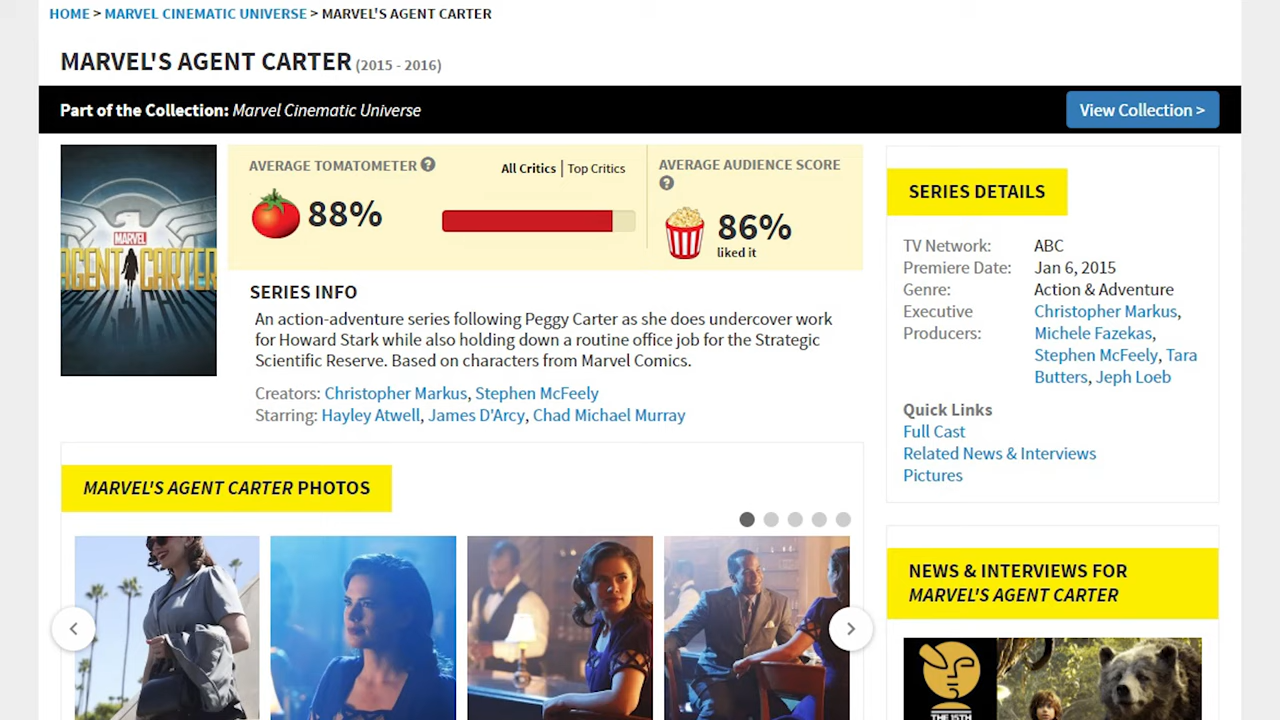 HOME > MARVEL CINEMATIC UNIVERSE > MARVEL'S AGENT CARTER
MARVEL'S AGENT CARTER (2015 - 2016)
Part of the Collection: Marvel Cinematic Universe
View Collection >
MARVEL
AGENT CARTER
AVERAGE TOMATOMETER ?
All Critics | Top Critics
88%
AVERAGE AUDIENCE SCORE
?
86%
liked it
SERIES INFO
An action-adventure series following Peggy Carter as she does undercover work
for Howard Stark while also holding down a routine office job for the Strategic
Scientific Reserve. Based on characters from Marvel Comics.
Creators: Christopher Markus, Stephen McFeely
Starring: Hayley Atwell, James D'Arcy, Chad Michael Murray
MARVEL'S AGENT CARTER PHOTOS
SERIES DETAILS
TV Network: ABC
Premiere Date: Jan 6, 2015
Genre: Action & Adventure
Executive Christopher Markus,
Producers: Michele Fazekas,
Stephen McFeely, Tara
Butters, Jeph Loeb
Quick Links
Full Cast
Related News & Interviews
Pictures
NEWS & INTERVIEWS FOR
MARVEL'S AGENT CARTER
THE 15TH